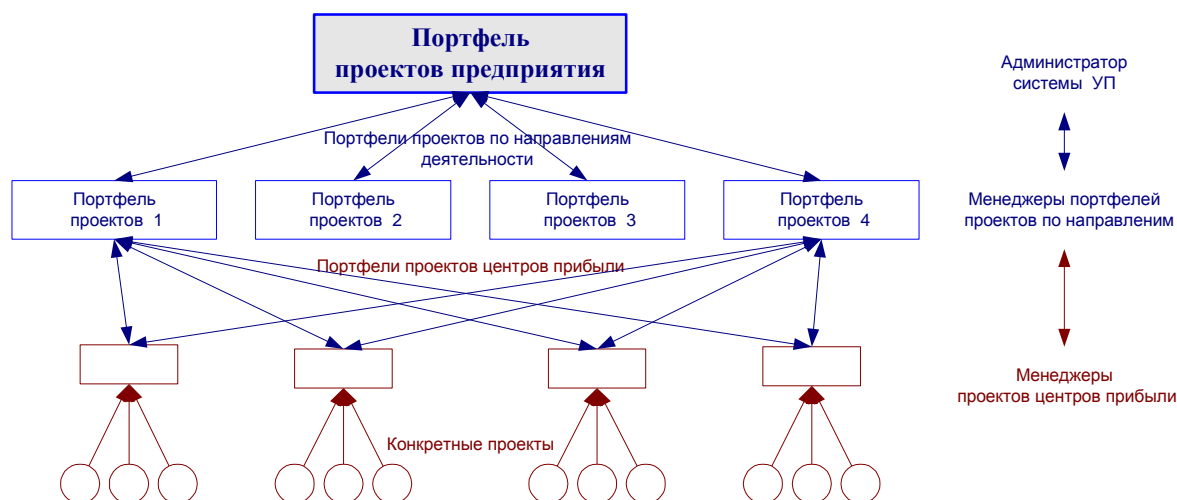 Портфель
проектов предприятия
Администратор
системы УП
Портфели проектов по направлениям
деятельности
Портфель
проектов 1
Портфель
проектов 2
Портфель
проектов 3
Портфель
проектов 4
Менеджеры портфелей
проектов по направленим
Портфели проектов центров прибыли
Менеджеры
проектов центров прибыли
Конкретные проекты